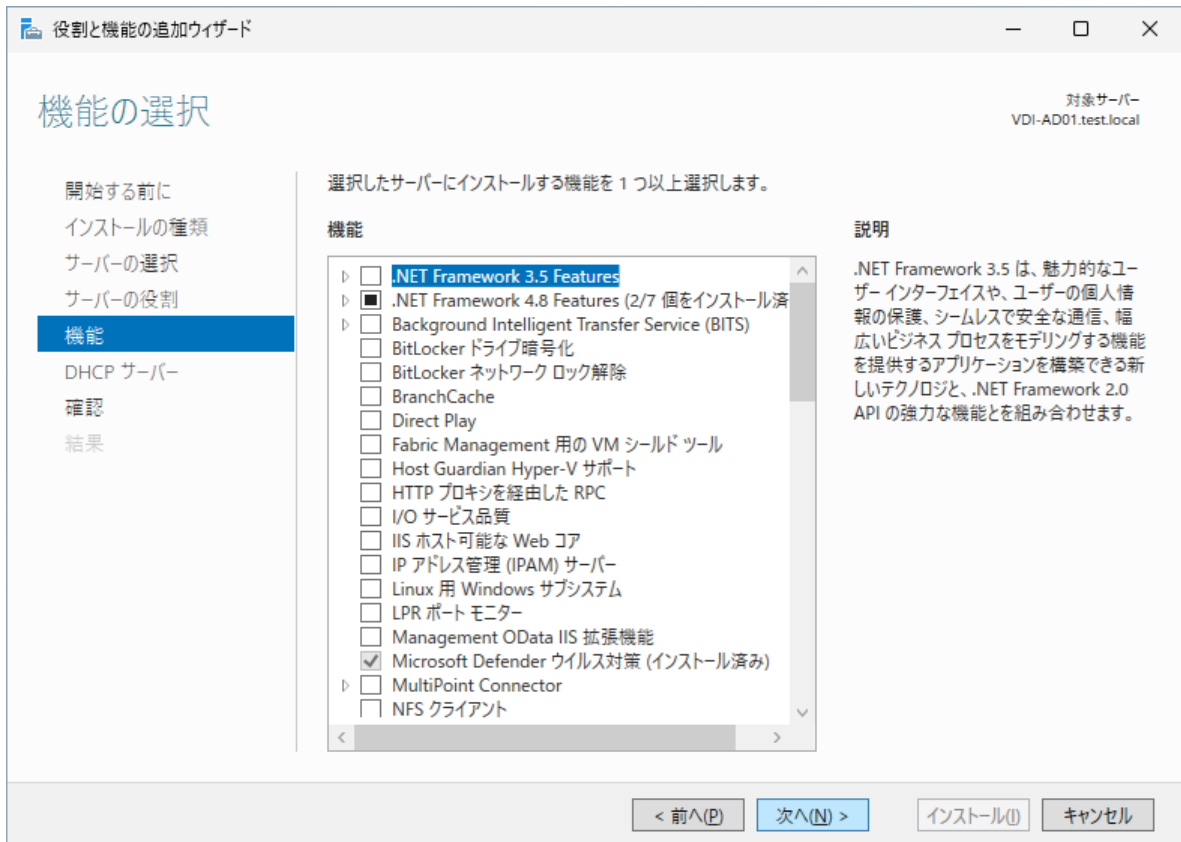 役割と機能の追加ウィザード
機能の選択
対象サーバー
VDI-AD01.test.local
開始する前に
インストールの種類
サーバーの選択
サーバーの役割
機能
DHCP サーバー
確認
結果
選択したサーバーにインストールする機能を 1 つ以上選択します。
機能
.NET Framework 3.5 Features
.NET Framework 4.8 Features (2/7 個をインストール済
Background Intelligent Transfer Service (BITS)
BitLocker ドライブ暗号化
BitLocker ネットワーク ロック解除
BranchCache
Direct Play
Fabric Management 用の VM シールド ツール
Host Guardian Hyper-V サポート
HTTP プロキシを経由した RPC
I/O サービス品質
IIS ホスト可能な Web コア
IP アドレス管理 (IPAM) サーバー
Linux 用 Windows サブシステム
LPR ポート モニター
Management OData IIS 拡張機能
Microsoft Defender ウイルス対策 (インストール済み)
MultiPoint Connector
NFS クライアント
説明
.NET Framework 3.5 は、魅力的なユー
ザー インターフェイスや、ユーザーの個人情
報の保護、シームレスで安全な通信、幅
広いビジネス プロセスをモデリングする機能
を提供するアプリケーションを構築できる新
しいテクノロジと、.NET Framework 2.0
API の強力な機能とを組み合わせます。
< 前へ(P)
次へ(N) >
インストール(I)
キャンセル